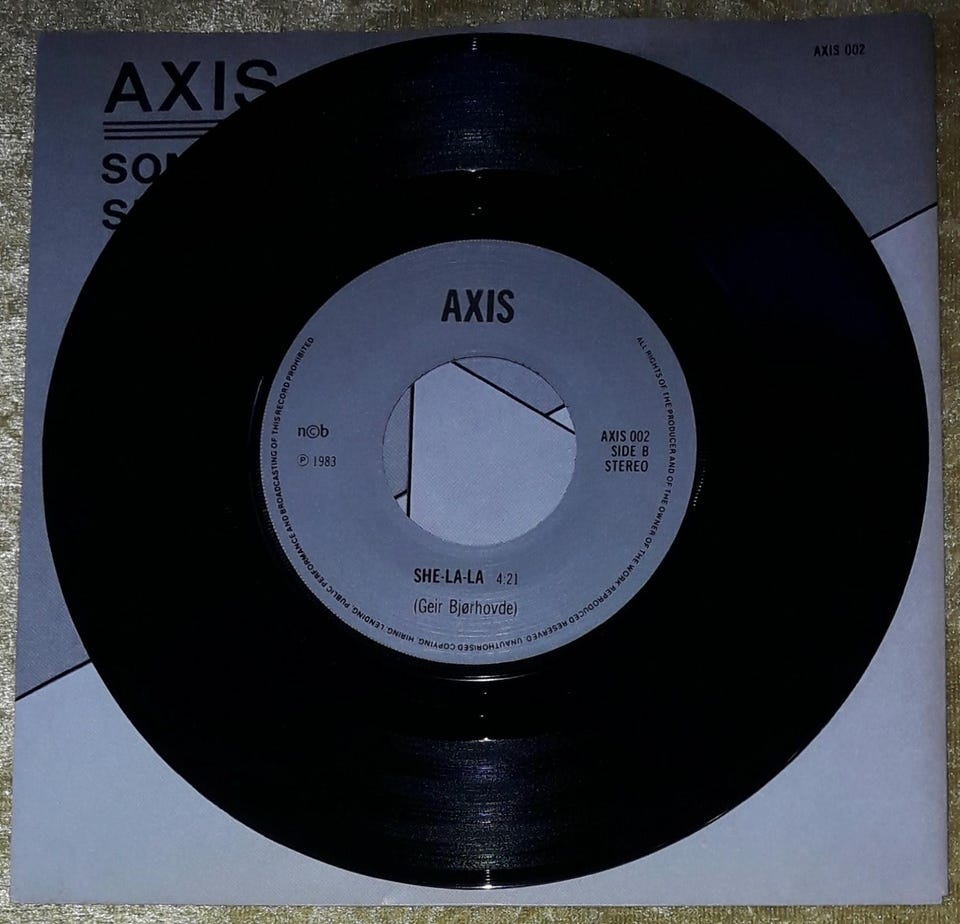 AXIS
AXIS 002
AXIS
n©b
℗ 1983
AXIS 002
SIDE B
STEREO
SHE-LA-LA 4:21
(Geir Bjørhovde)
ALL RIGHTS OF THE PRODUCER AND OF THE OWNER OF THE WORK REPRODUCED RESERVED. UNAUTHORISED COPYING, HIRING, LENDING, PUBLIC PERFORMANCE AND BROADCASTING OF THIS RECORD PROHIBITED